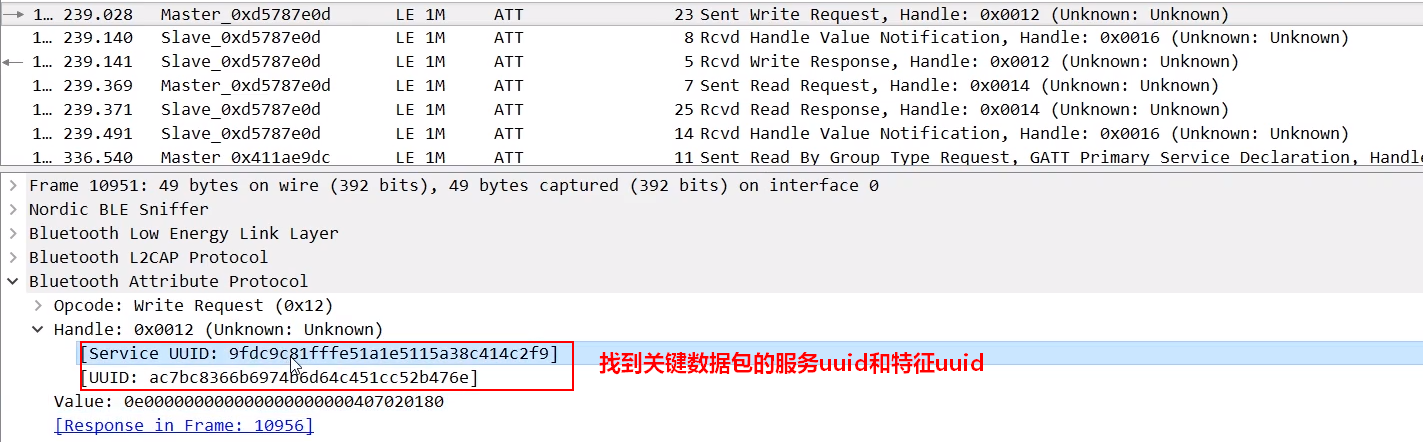 1… 239.028 Master_0xd5787e0d LE 1M ATT 23 Sent Write Request, Handle: 0x0012 (Unknown: Unknown)
1… 239.140 Slave_0xd5787e0d LE 1M ATT 8 Rcvd Handle Value Notification, Handle: 0x0016 (Unknown: Unknown)
1… 239.141 Slave_0xd5787e0d LE 1M ATT 5 Rcvd Write Response, Handle: 0x0012 (Unknown: Unknown)
1… 239.369 Master_0xd5787e0d LE 1M ATT 7 Sent Read Request, Handle: 0x0014 (Unknown: Unknown)
1… 239.371 Slave_0xd5787e0d LE 1M ATT 25 Rcvd Read Response, Handle: 0x0014 (Unknown: Unknown)
1… 239.491 Slave_0xd5787e0d LE 1M ATT 14 Rcvd Handle Value Notification, Handle: 0x0016 (Unknown: Unknown)
1… 336.540 Master 0x411ae9dc LE 1M ATT 11 Sent Read By Group Type Request, GATT Primary Service Declaration, Handl
Frame 10951: 49 bytes on wire (392 bits), 49 bytes captured (392 bits) on interface 0
Nordic BLE Sniffer
Bluetooth Low Energy Link Layer
Bluetooth L2CAP Protocol
Bluetooth Attribute Protocol
Opcode: Write Request (0x12)
Handle: 0x0012 (Unknown: Unknown)
[Service UUID: 9fdc9c81fffe51a1e5115a38c414c2f9]
找到关键数据包的服务uuid和特征uuid
[UUID: ac7bc8366b6974b6d64c451cc52b476e]
Value: 0e00000000000000000000407020180
[Response in Frame: 10956]